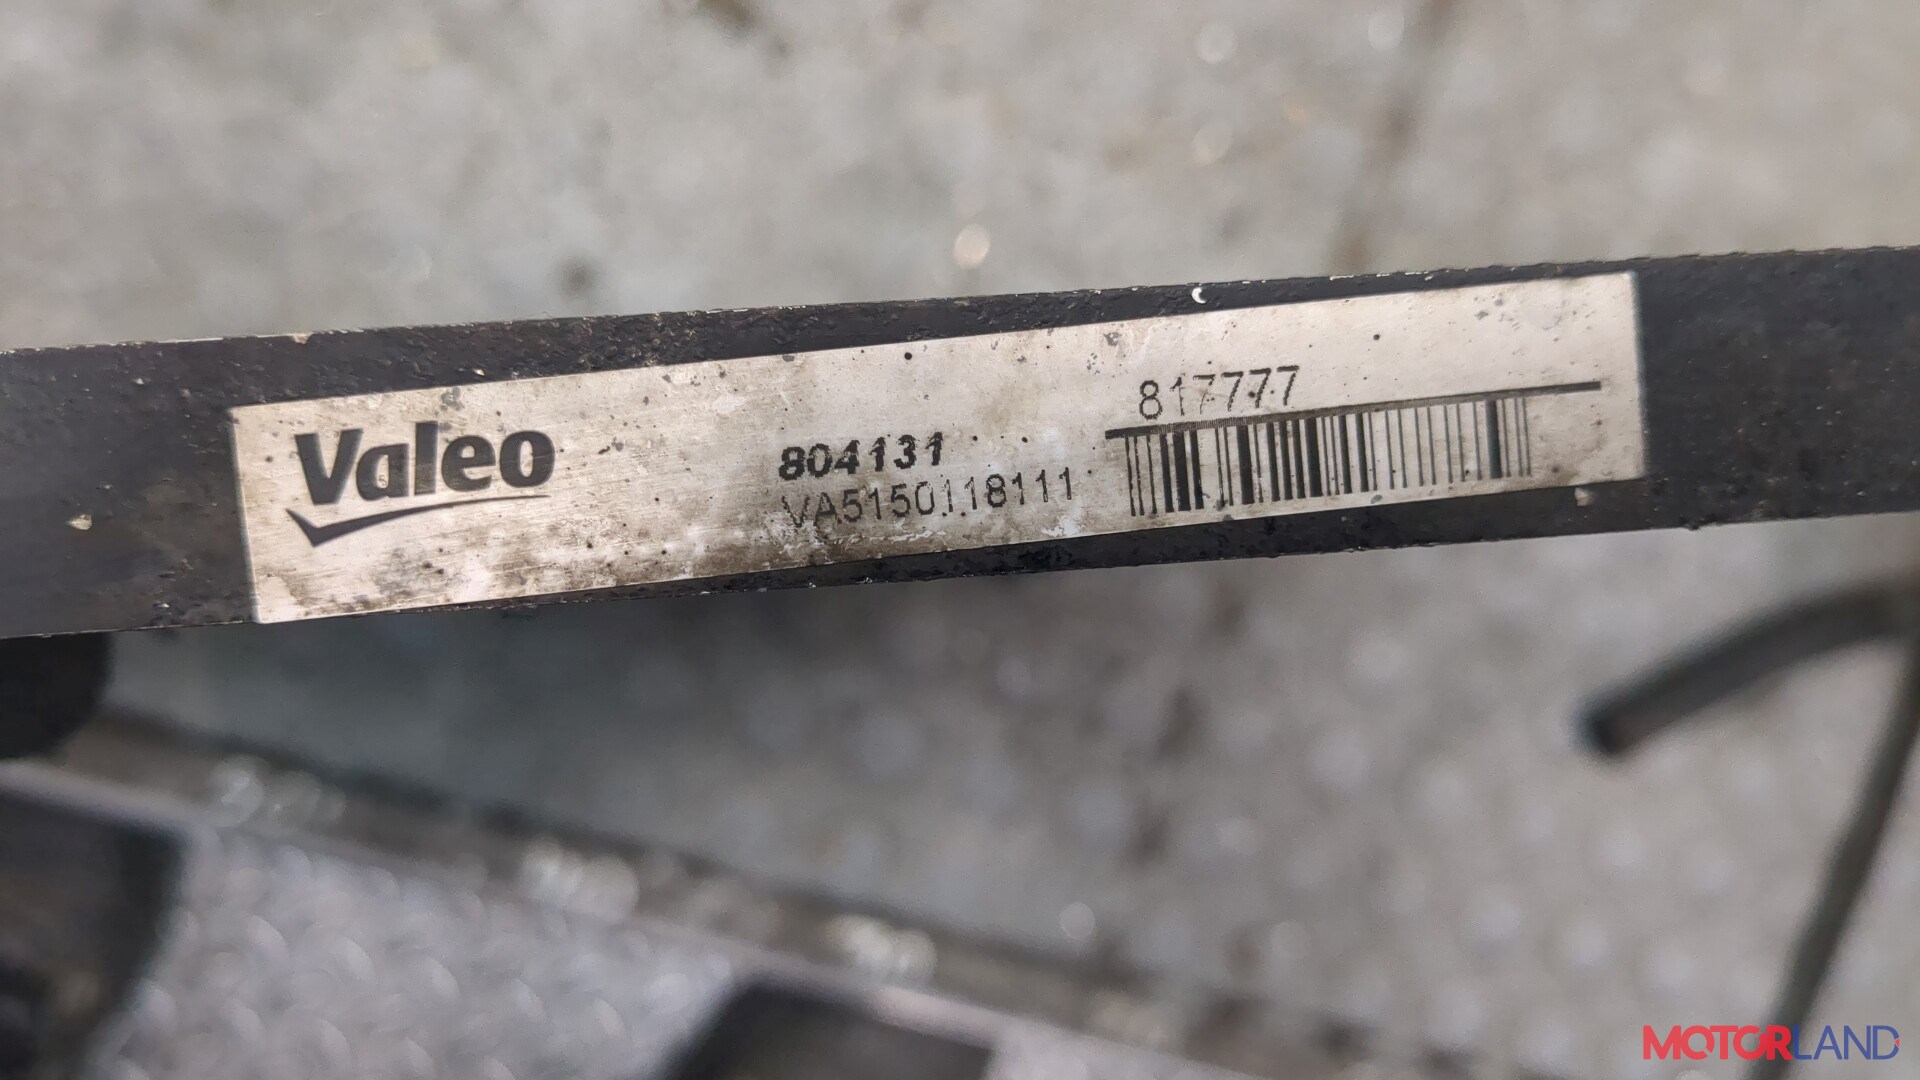 Valeo
804131
VA5150118111
817777
MOTORLAND